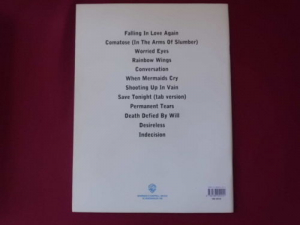 Falling In Love Again
Comatose (In The Arms Of Slumber)
Worried Eyes
Rainbow Wings
Conversation
When Mermaids Cry
Shooting Up In Vain
Save Tonight (tab version)
Permanent Tears
Death Defied By Will
Desireless
Indecision